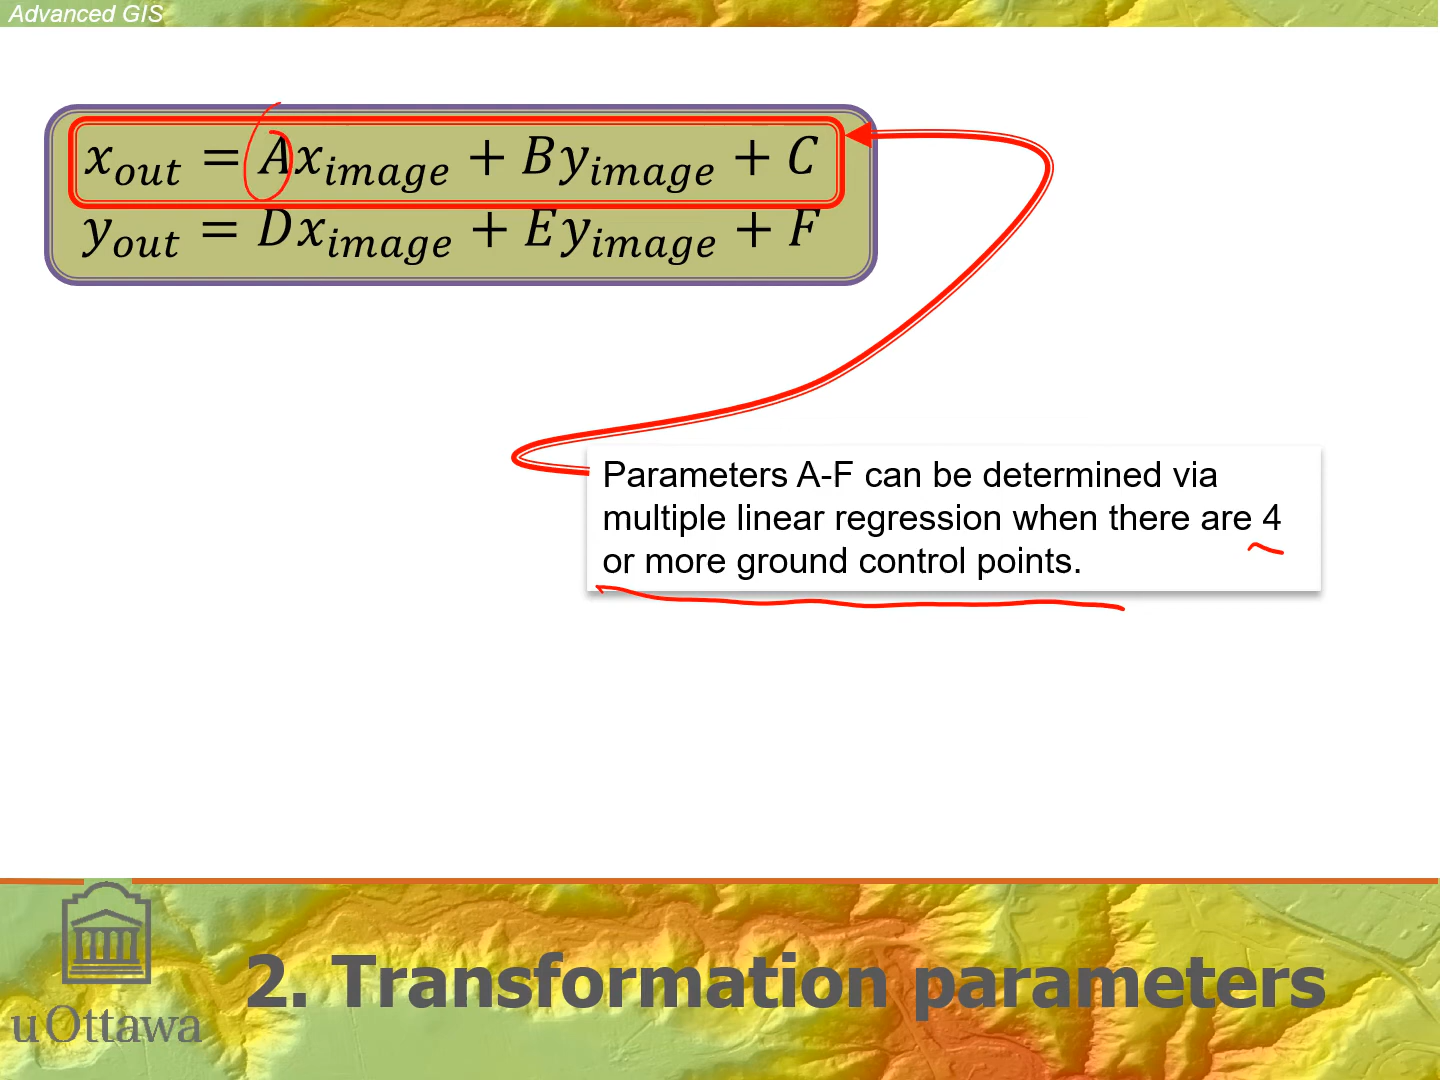 Advanced GIS
x_out = Ax_image + By_image + C
y_out = Dx_image + Ey_image + F
Parameters A-F can be determined via
multiple linear regression when there are 4
or more ground control points.
2. Transformation parameters
uOttawa